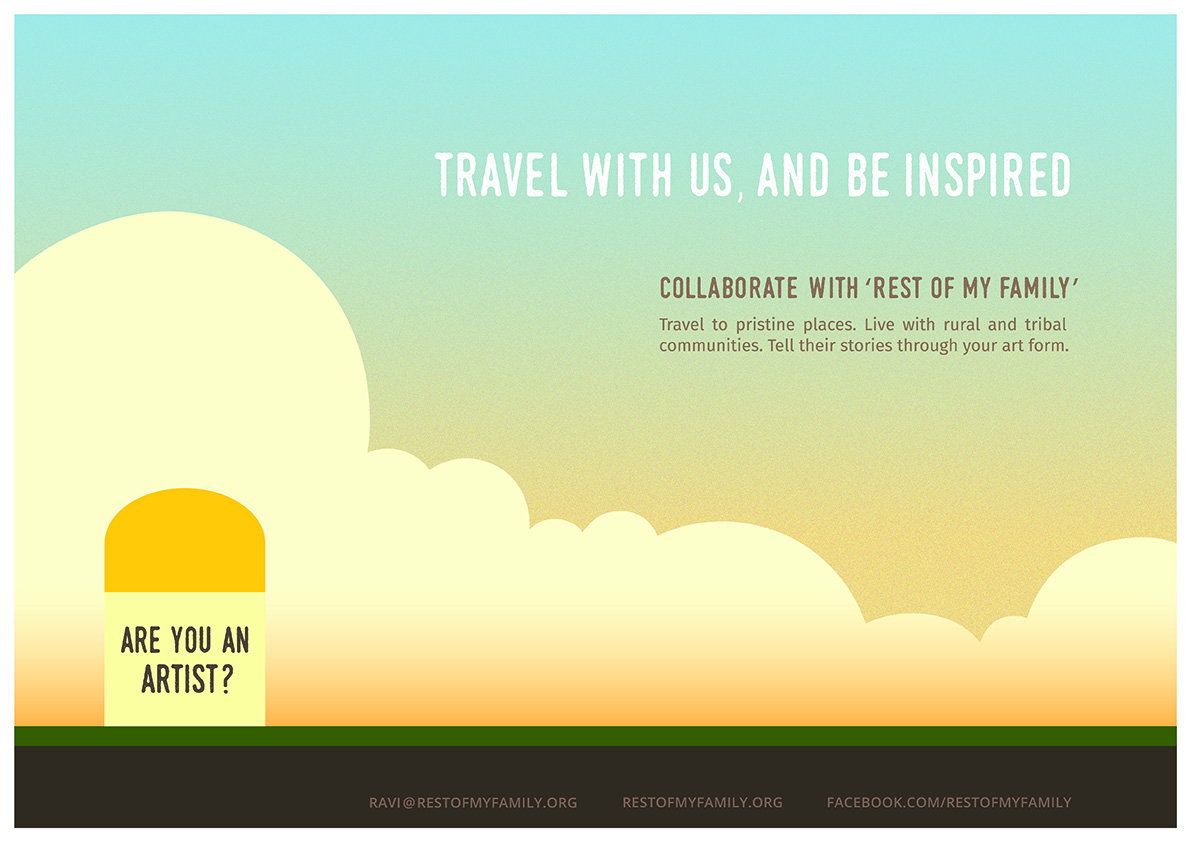 TRAVEL WITH US, AND BE INSPIRED
COLLABORATE WITH ‘REST OF MY FAMILY’
Travel to pristine places. Live with rural and tribal
communities. Tell their stories through your art form.
ARE YOU AN
ARTIST?
RAVI@RESTOFMYFAMILY.ORG RESTOFMYFAMILY.ORG FACEBOOK.COM/RESTOFMYFAMILY